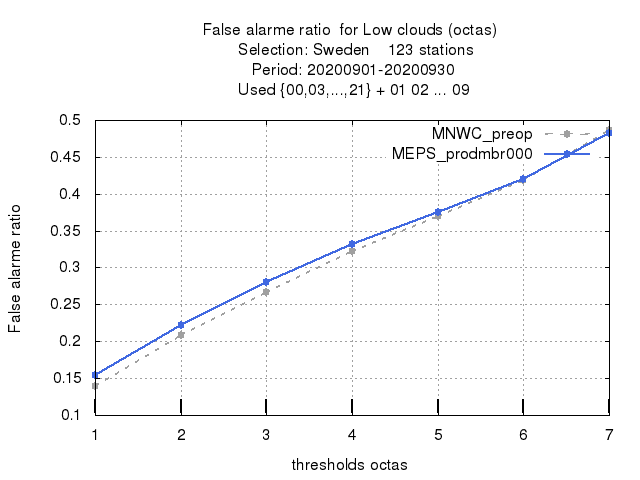 False alarme ratio  for Low clouds (octas)
Selection: Sweden    123 stations
Period: 20200901-20200930
Used {00,03,...,21} + 01 02 ... 09
0.5
0.45
0.4
0.35
0.3
0.25
0.2
0.15
0.1
False alarme ratio
MNWC_preop
MEPS_prodmbr000
1 2 3 4 5 6 7
thresholds octas